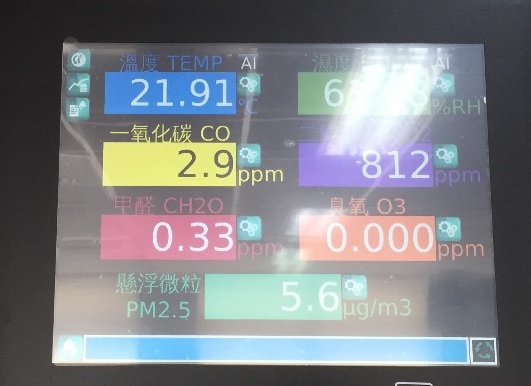 溫度 TEMP AI
21.91 °C
濕度 AI
%RH
一氧化碳 CO
2.9 ppm
812 ppm
甲醛 CH2O
0.33 ppm
臭氧 O3
0.000 ppm
懸浮微粒
PM2.5
5.6 µg/m3